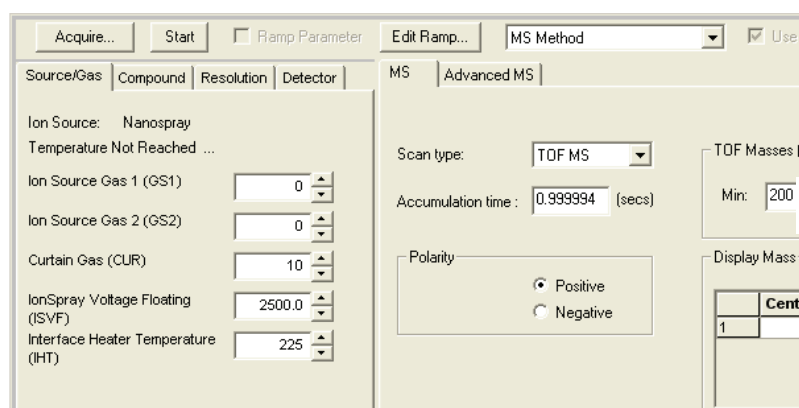 Acquire... Start Ramp Parameter Edit Ramp... MS Method Use
Source/Gas Compound Resolution Detector MS Advanced MS
Ion Source: Nanospray
Temperature Not Reached ...
Ion Source Gas 1 (GS1) 0
Ion Source Gas 2 (GS2) 0
Curtain Gas (CUR) 10
IonSpray Voltage Floating
(ISVF) 2500.0
Interface Heater Temperature
(IHT) 225
Scan type: TOF MS
Accumulation time : 0.999994 (secs)
Polarity
Positive
Negative
TOF Masses
Min: 200
Display Mass
Cent
1